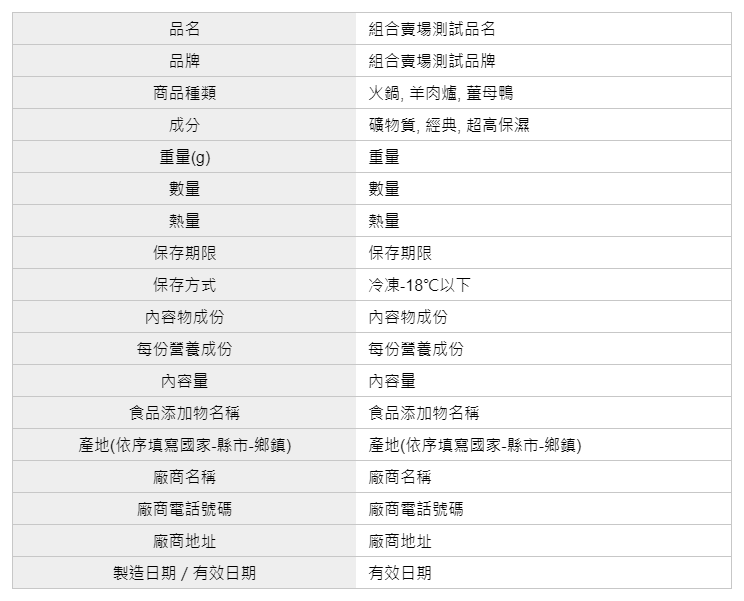 品名 組合賣場測試品名
品牌 組合賣場測試品牌
商品種類 火鍋, 羊肉爐, 薑母鴨
成分 礦物質, 經典, 超高保濕
重量(g) 重量
數量 數量
熱量 熱量
保存期限 保存期限
保存方式 冷凍-18℃以下
內容物成份 內容物成份
每份營養成份 每份營養成份
內容量 內容量
食品添加物名稱 食品添加物名稱
產地(依序填寫國家-縣市-鄉鎮) 產地(依序填寫國家-縣市-鄉鎮)
廠商名稱 廠商名稱
廠商電話號碼 廠商電話號碼
廠商地址 廠商地址
製造日期 / 有效日期 有效日期